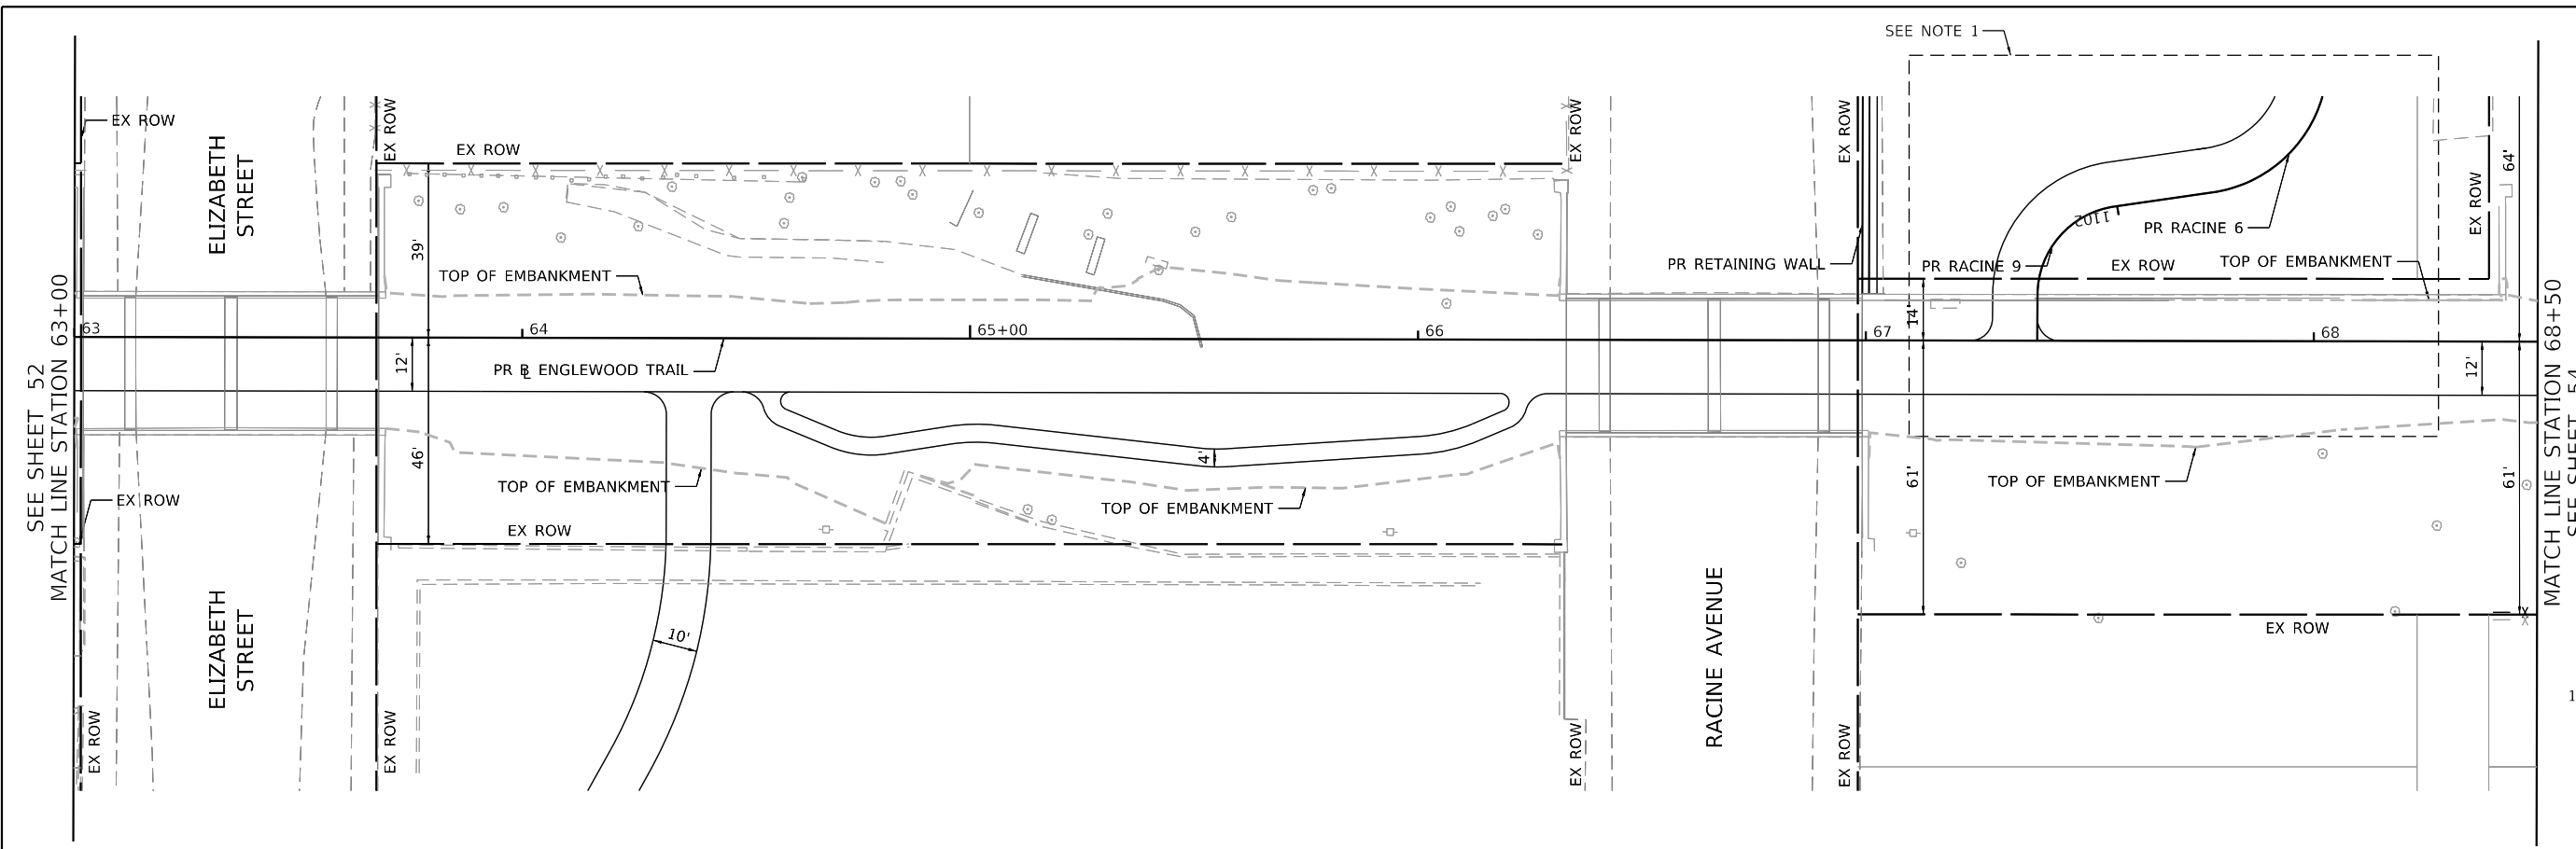 SEE NOTE 1
EX ROW
ELIZABETH
STREET
EX ROW
EX ROW
EX ROW
EX ROW
64'
EX ROW
39'
1102
PR RACINE 6
TOP OF EMBANKMENT
PR RETAINING WALL
PR RACINE 9
EX ROW
TOP OF EMBANKMENT
14'
63
64
65+00
66
67
68
12'
PR BL ENGLEWOOD TRAIL
12'
SEE SHEET 52
MATCH LINE STATION 63+00
MATCH LINE STATION 68+50
SEE SHEET 54
46'
4'
61'
61'
TOP OF EMBANKMENT
TOP OF EMBANKMENT
TOP OF EMBANKMENT
EX ROW
EX ROW
EX ROW
10'
ELIZABETH
STREET
RACINE AVENUE
EX ROW
EX ROW
EX ROW
EX ROW
1